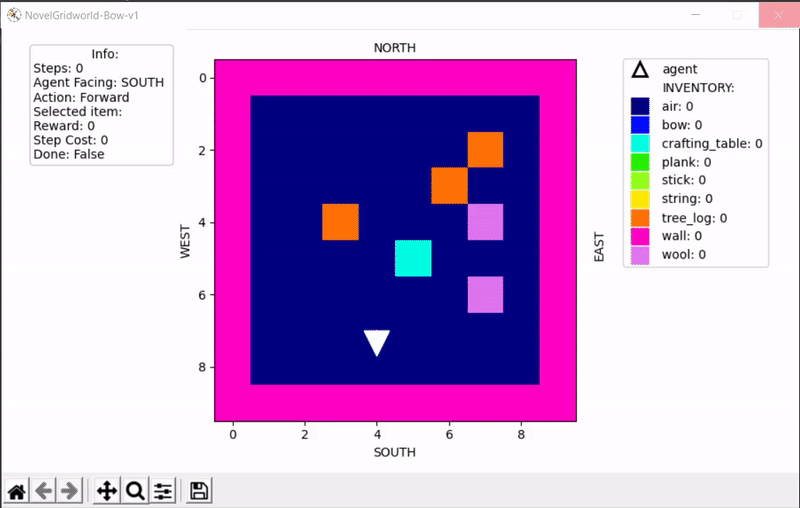 NovelGridworld-Bow-v1
Info:
Steps: 0
Agent Facing: SOUTH
Action: Forward
Selected item:
Reward: 0
Step Cost: 0
Done: False
NORTH
0
2
4
6
8
WEST
0 2 4 6 8
SOUTH
EAST
agent
INVENTORY:
air: 0
bow: 0
crafting_table: 0
plank: 0
stick: 0
string: 0
tree_log: 0
wall: 0
wool: 0